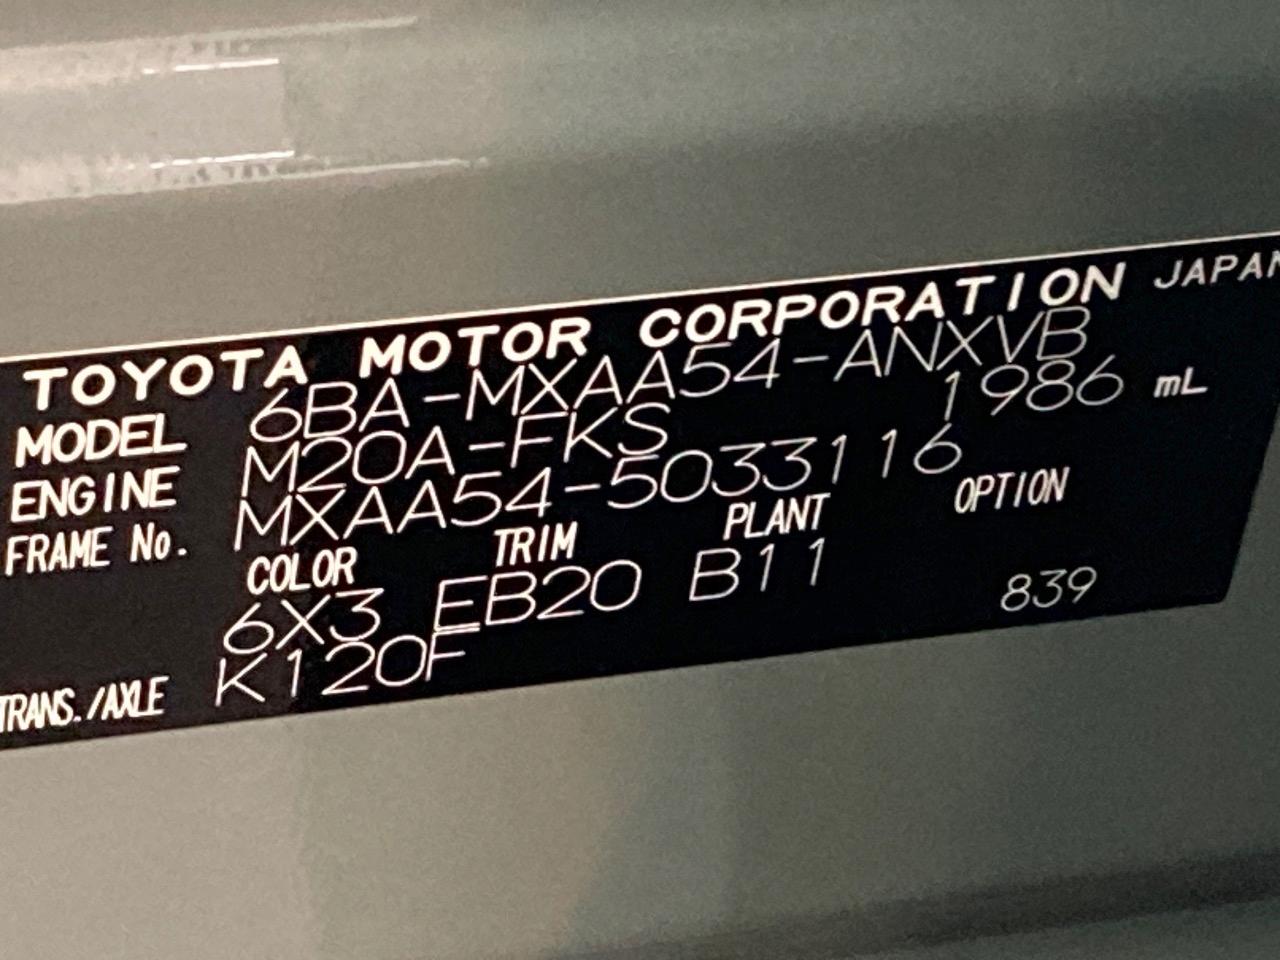 TOYOTA MOTOR CORPORATION JAPAN
MODEL 6BA-MXAA54-ANXVB
ENGINE M20A-FKS 1986 mL
FRAME No. MXAA54-5033116
COLOR TRIM PLANT OPTION
6X3 EB20 B11 839
TRANS./AXLE K120F